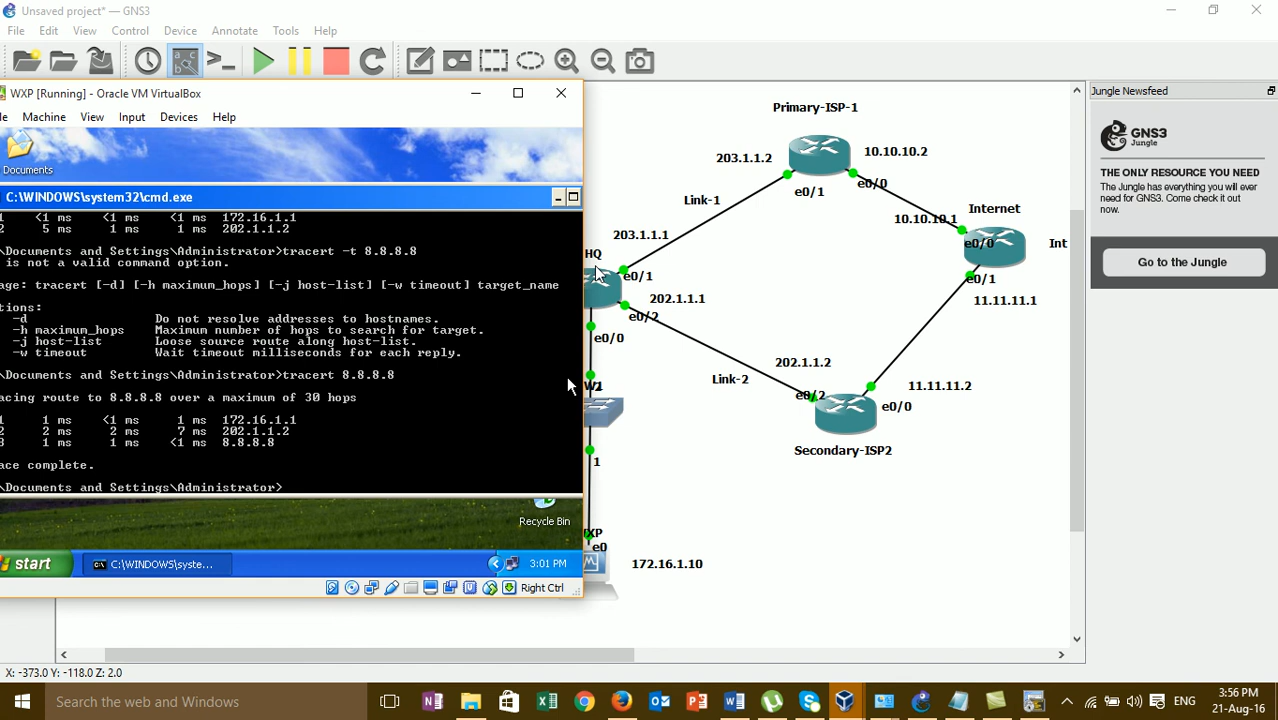 Unsaved project* — GNS3
File Edit View Control Device Annotate Tools Help
WXP [Running] - Oracle VM VirtualBox
le Machine View Input Devices Help
Documents
C:\WINDOWS\system32\cmd.exe
1 <1 ms <1 ms <1 ms 172.16.1.1
2 5 ms 1 ms <1 ms 202.1.1.2
\Documents and Settings\Administrator>tracert -t 8.8.8.8
is not a valid command option.
age: tracert [-d] [-h maximum_hops] [-j host-list] [-w timeout] target_name
tions:
-d Do not resolve addresses to hostnames.
-h maximum_hops Maximum number of hops to search for target.
-j host-list Loose source route along host-list.
-w timeout Wait timeout milliseconds for each reply.
\Documents and Settings\Administrator>tracert 8.8.8.8
acing route to 8.8.8.8 over a maximum of 30 hops
1 1 ms <1 ms 1 ms 172.16.1.1
2 2 ms 2 ms 7 ms 202.1.1.2
3 1 ms 1 ms <1 ms 8.8.8.8
ace complete.
\Documents and Settings\Administrator>
Recycle Bin
start
C:\WINDOWS\syste...
3:01 PM
Right Ctrl
Primary-ISP-1
203.1.1.2
10.10.10.2
e0/1
e0/0
Link-1
Internet
10.10.10.1
203.1.1.1
e0/0
Int
HQ
e0/1
e0/1
202.1.1.1
11.11.11.1
e0/2
e0/0
202.1.1.2
Link-2
11.11.11.2
e0/2
e0/0
Secondary-ISP2
1
XP
e0
172.16.1.10
Jungle Newsfeed
GNS3
Jungle
THE ONLY RESOURCE YOU NEED
The Jungle has everything you will ever
need for GNS3. Come check it out
now.
Go to the Jungle
X: -373.0 Y: -118.0 Z: 2.0
Search the web and Windows
ENG
3:56 PM
21-Aug-16